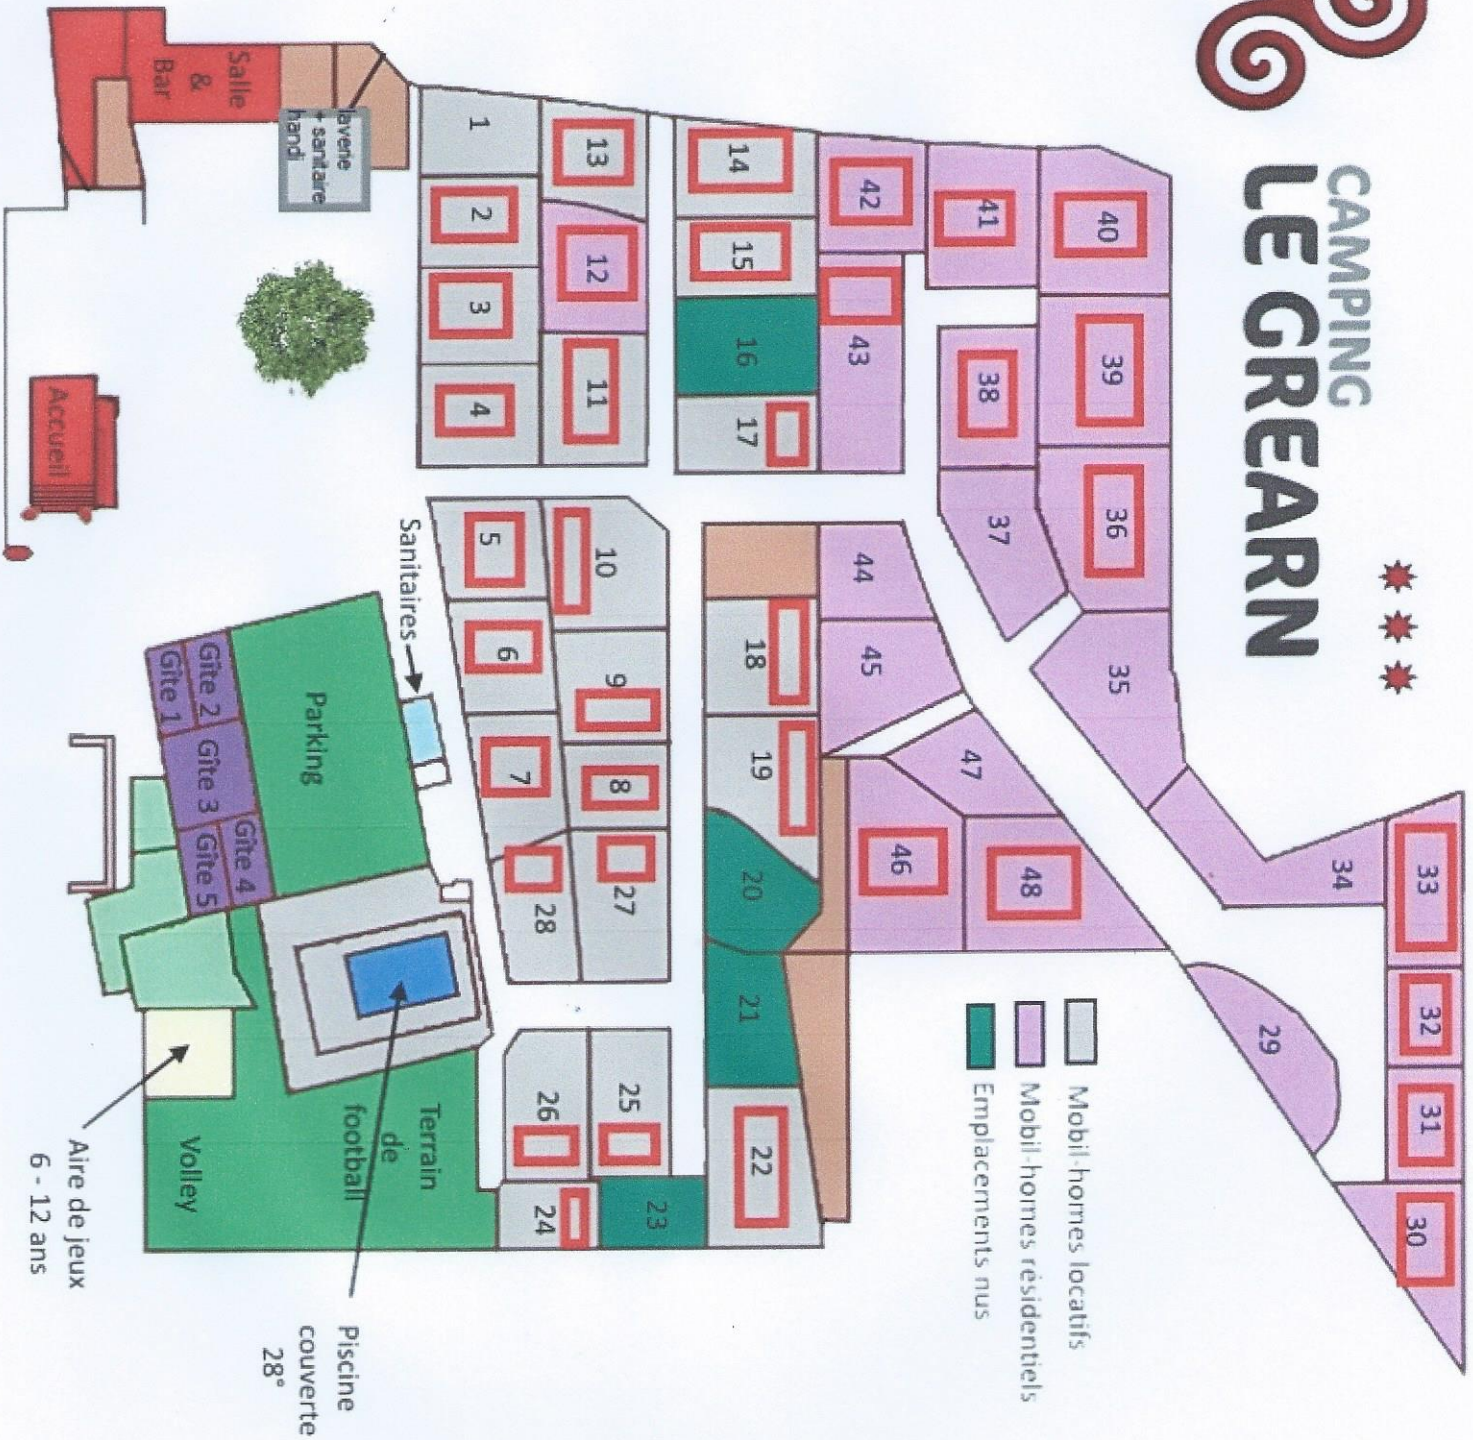 CAMPING
LE GREARN
Salle
&
Bar
laverie
+ sanitaire
handi
Accueil
1
2
3
4
13
12
11
14
15
16
17
42
43
41
40
39
38
36
37
35
34
33
32
31
30
29
44
45
47
46
48
5
6
7
10
9
8
27
28
18
19
20
21
22
25
26
24
23
Sanitaires
Parking
Gîte 1
Gîte 2
Gîte 3
Gîte 4
Gîte 5
Terrain
de
football
Volley
Aire de jeux
6 - 12 ans
Piscine
couverte
28°
Mobil-homes locatifs
Mobil-homes résidentiels
Emplacements nus